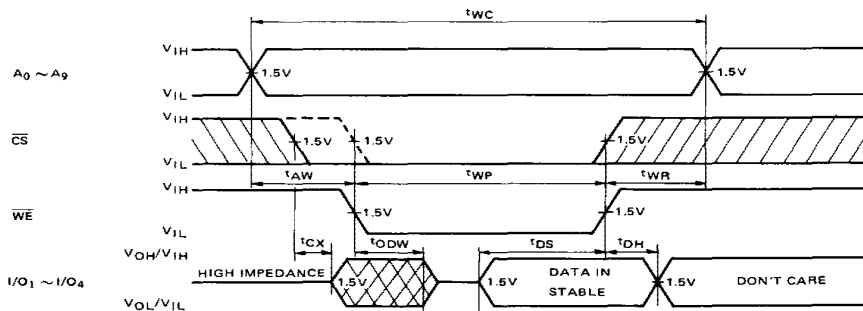 tWC
VIH
A0 ~ A9
1.5V
1.5V
VIL
VIH
CS
1.5V
1.5V
1.5V
VIL
tAW
tWP
tWR
VIH
WE
1.5V
1.5V
VIL
tCX
tODW
tDS
tDH
VOH/VIH
HIGH IMPEDANCE
1.5V
1.5V
DATA IN
STABLE
1.5V
DON'T CARE
I/O1 ~ I/O4
VOL/VIL